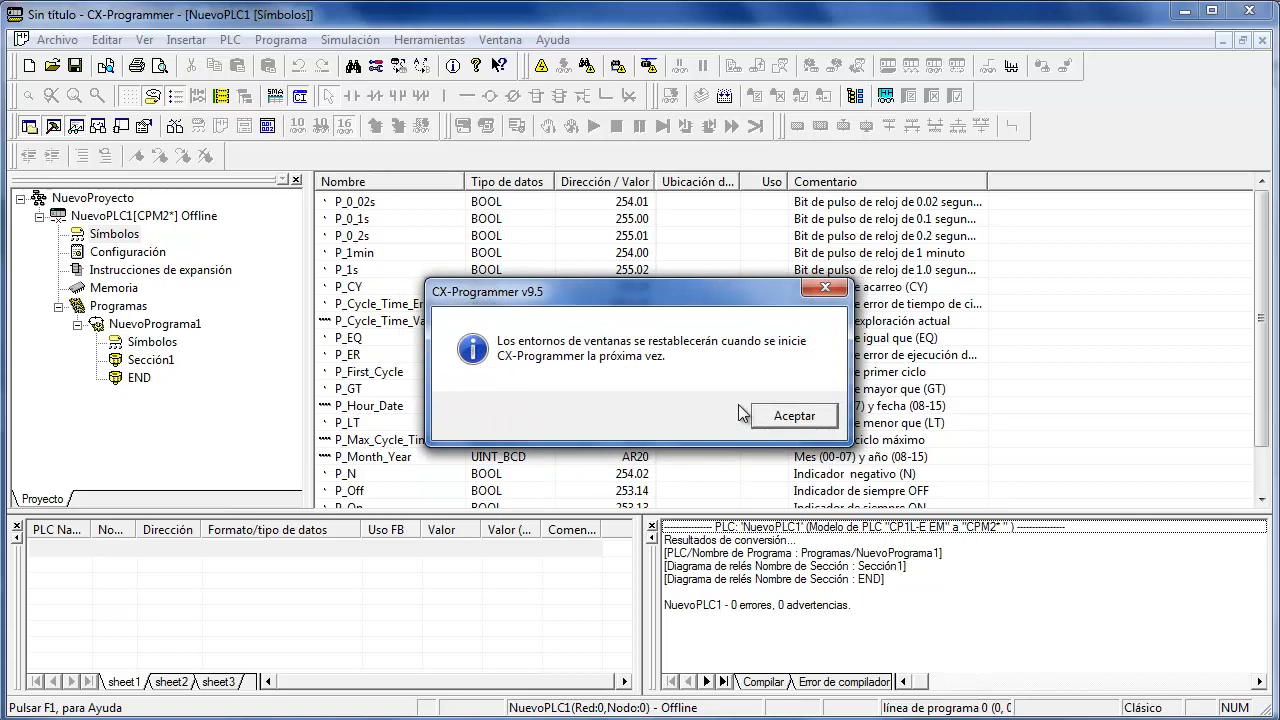 Sin título - CX-Programmer - [NuevoPLC1 [Símbolos]]
Archivo Editar Ver Insertar PLC Programa Simulación Herramientas Ventana Ayuda
NuevoProyecto
NuevoPLC1[CPM2*] Offline
Símbolos
Configuración
Instrucciones de expansión
Memoria
Programas
NuevoPrograma1
Símbolos
Sección1
END
Proyecto
Nombre Tipo de datos Dirección / Valor Ubicación d... Uso Comentario
P_0_02s BOOL 254.01 Bit de pulso de reloj de 0.02 segun...
P_0_1s BOOL 255.00 Bit de pulso de reloj de 0.1 segun...
P_0_2s BOOL 255.01 Bit de pulso de reloj de 0.2 segun...
P_1min BOOL 254.00 Bit de pulso de reloj de 1 minuto
P_1s BOOL 255.02 Bit de pulso de reloj de 1.0 segun...
P_CY acarreo (CY)
P_Cycle_Time_Er error de tiempo de ci...
P_Cycle_Time_Va exploración actual
P_EQ igual que (EQ)
P_ER error de ejecución d...
P_First_Cycle primer ciclo
P_GT mayor que (GT)
P_Hour_Date y fecha (08-15)
P_LT menor que (LT)
P_Max_Cycle_Tim ciclo máximo
P_Month_Year UINT_BCD AR20 Mes (00-07) y año (08-15)
P_N BOOL 254.02 Indicador negativo (N)
P_Off BOOL 253.14 Indicador de siempre OFF
P_On BOOL 253.13 Indicador de siempre ON
CX-Programmer v9.5
Los entornos de ventanas se restablecerán cuando se inicie
CX-Programmer la próxima vez.
Aceptar
PLC Na... No... Dirección Formato/tipo de datos Uso FB Valor Valor (... Comen...
sheet1 sheet2 sheet3
PLC: 'NuevoPLC1' (Modelo de PLC "CP1L-E EM" a "CPM2* " )
Resultados de conversión...
[PLC/Nombre de Programa : Programas/NuevoPrograma1]
[Diagrama de relés Nombre de Sección : Sección1]
[Diagrama de relés Nombre de Sección : END]
NuevoPLC1 - 0 errores, 0 advertencias.
Compilar Error de compilador
Pulsar F1, para Ayuda NuevoPLC1(Red:0,Nodo:0) - Offline línea de programa 0 (0, 0 Clásico NUM